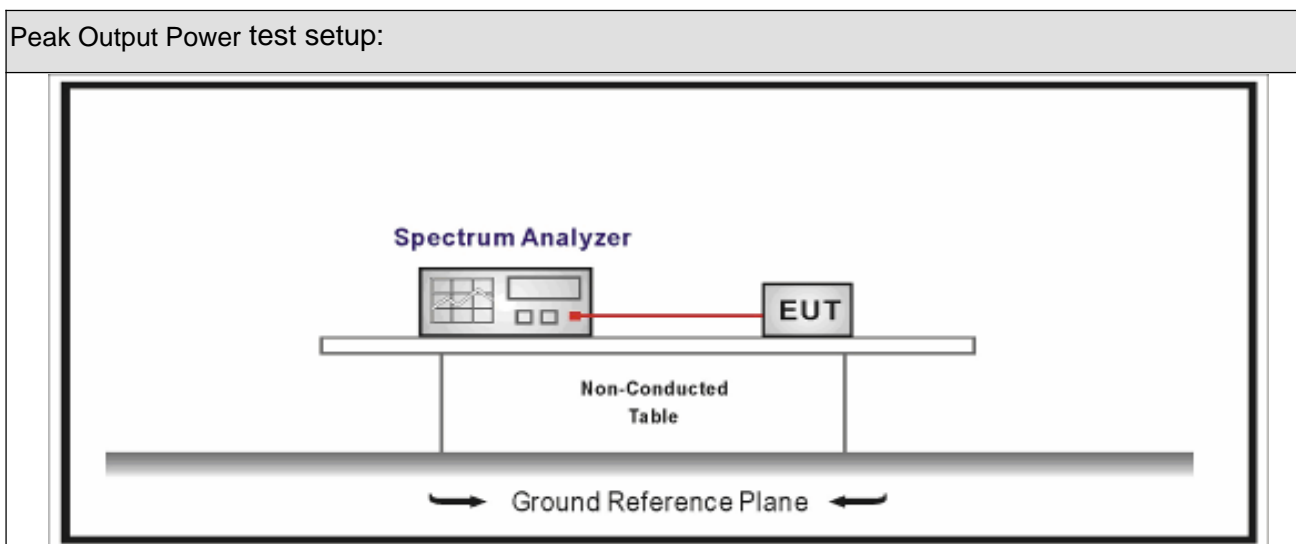 Peak Output Power test setup:
Spectrum Analyzer
EUT
Non-Conducted
Table
Ground Reference Plane